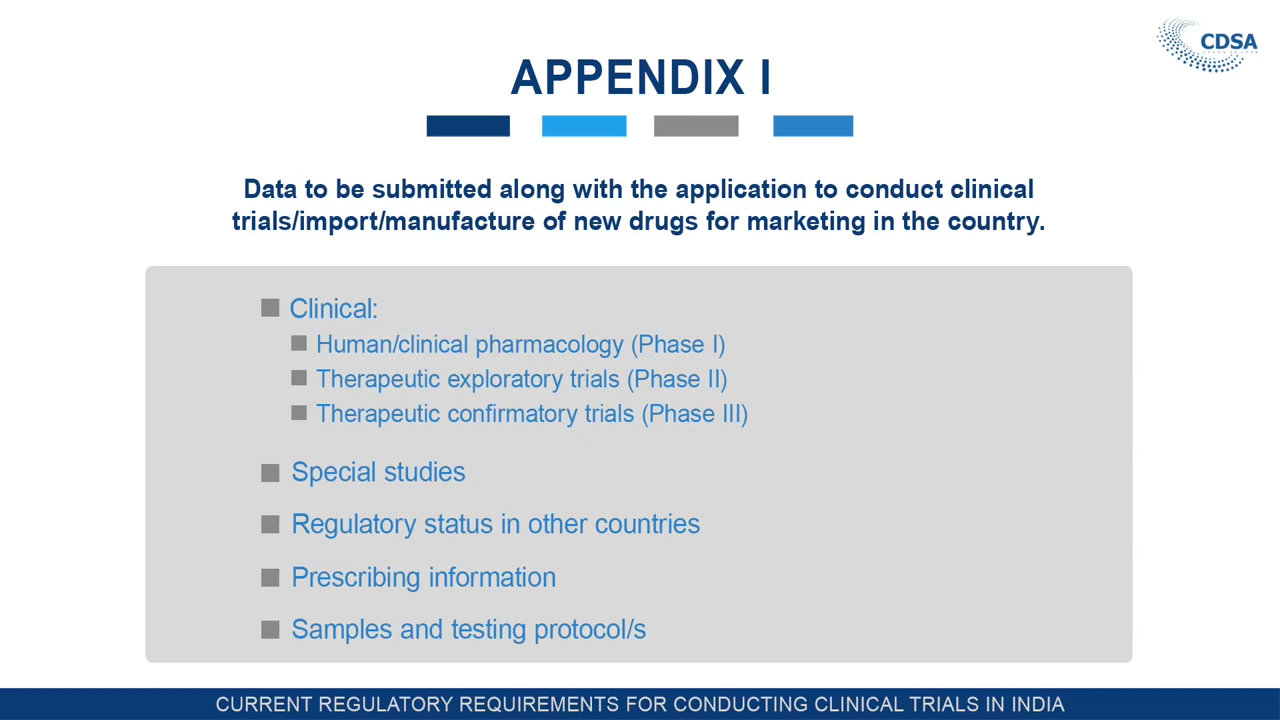 CDSA
APPENDIX I
Data to be submitted along with the application to conduct clinical
trials/import/manufacture of new drugs for marketing in the country.
Clinical:
Human/clinical pharmacology (Phase I)
Therapeutic exploratory trials (Phase II)
Therapeutic confirmatory trials (Phase III)
Special studies
Regulatory status in other countries
Prescribing information
Samples and testing protocol/s
CURRENT REGULATORY REQUIREMENTS FOR CONDUCTING CLINICAL TRIALS IN INDIA